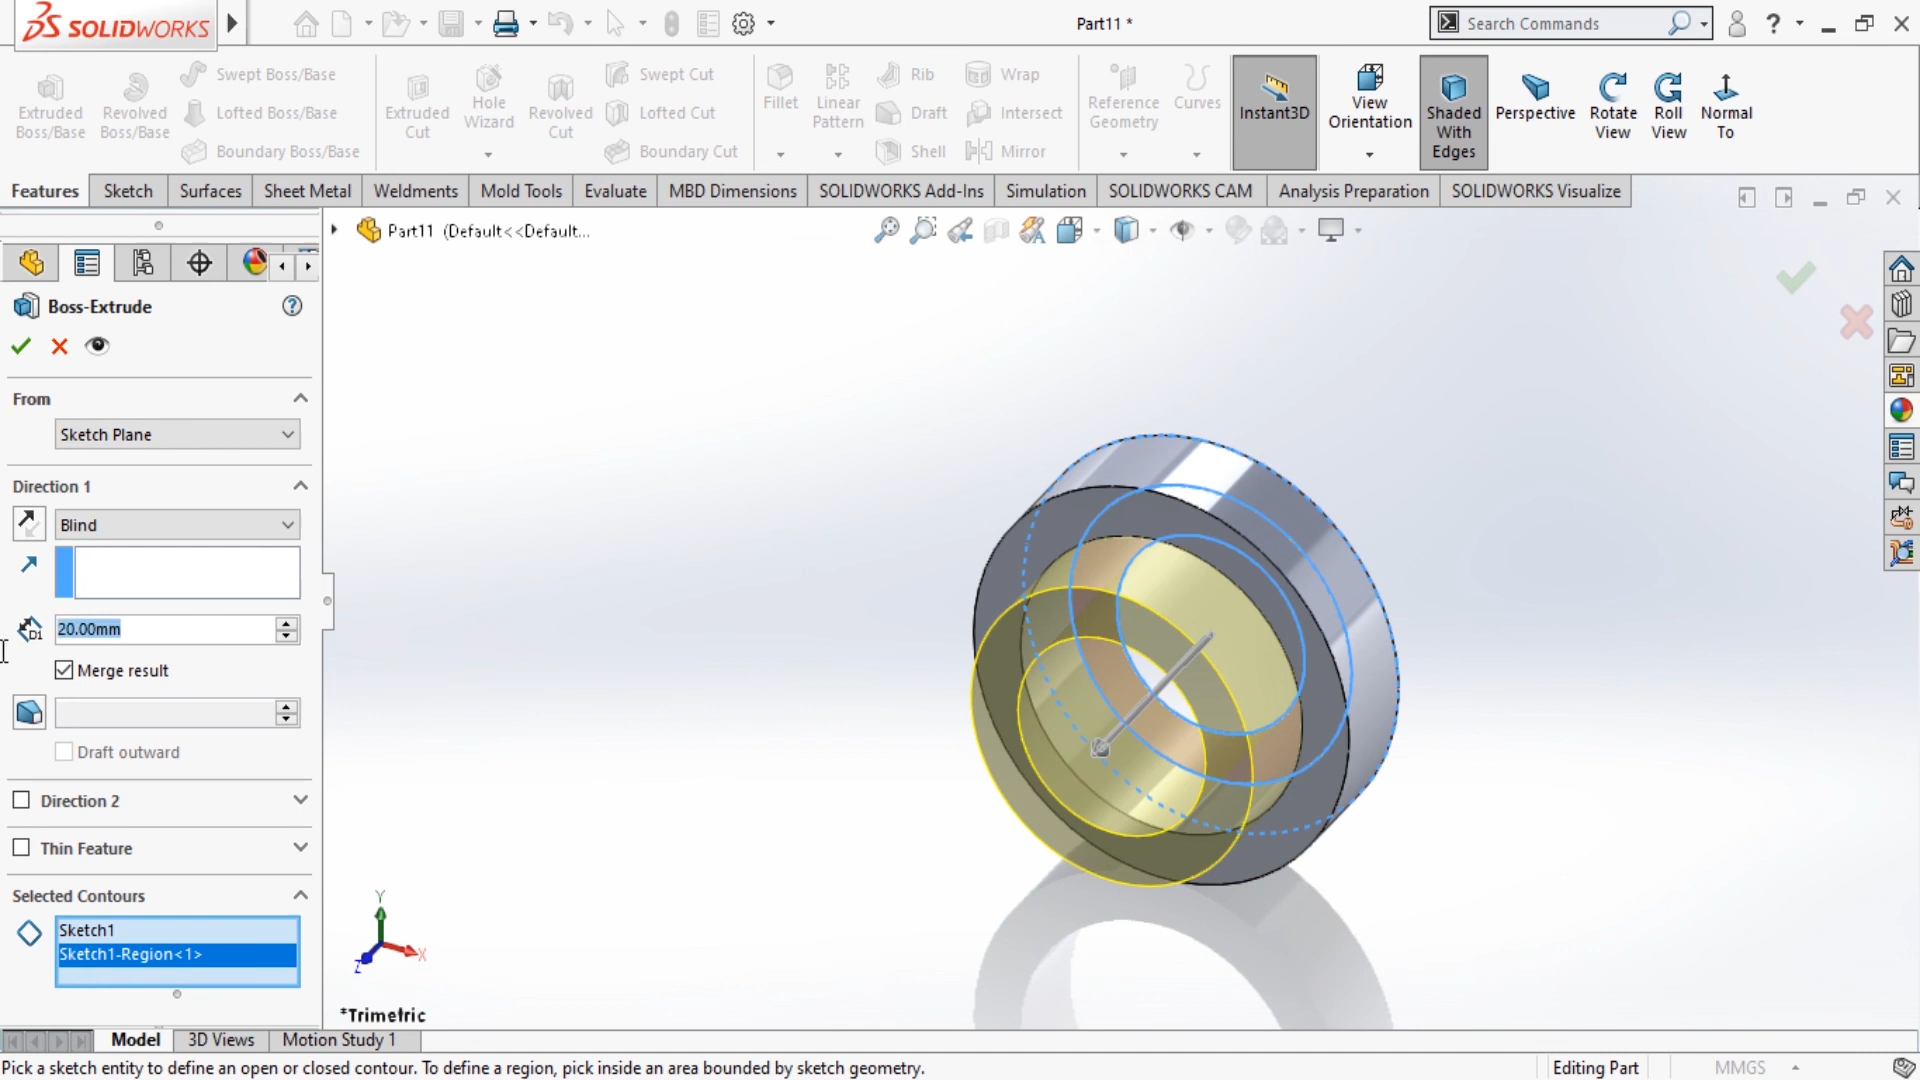 SOLIDWORKS
Part11 *
Search Commands
?
Extruded Boss/Base
Revolved Boss/Base
Swept Boss/Base
Lofted Boss/Base
Boundary Boss/Base
Extruded Cut
Hole Wizard
Revolved Cut
Swept Cut
Lofted Cut
Boundary Cut
Fillet
Linear Pattern
Rib
Draft
Shell
Wrap
Intersect
Mirror
Reference Geometry
Curves
Instant3D
View Orientation
Shaded With Edges
Perspective
Rotate View
Roll View
Normal To
Features
Sketch
Surfaces
Sheet Metal
Weldments
Mold Tools
Evaluate
MBD Dimensions
SOLIDWORKS Add-Ins
Simulation
SOLIDWORKS CAM
Analysis Preparation
SOLIDWORKS Visualize
Part11 (Default<<Default...
Boss-Extrude
From
Sketch Plane
Direction 1
Blind
D1
20.00mm
Merge result
Draft outward
Direction 2
Thin Feature
Selected Contours
Sketch1
Sketch1-Region<1>
Y
X
Z
*Trimetric
Model
3D Views
Motion Study 1
Pick a sketch entity to define an open or closed contour. To define a region, pick inside an area bounded by sketch geometry.
Editing Part
MMGS